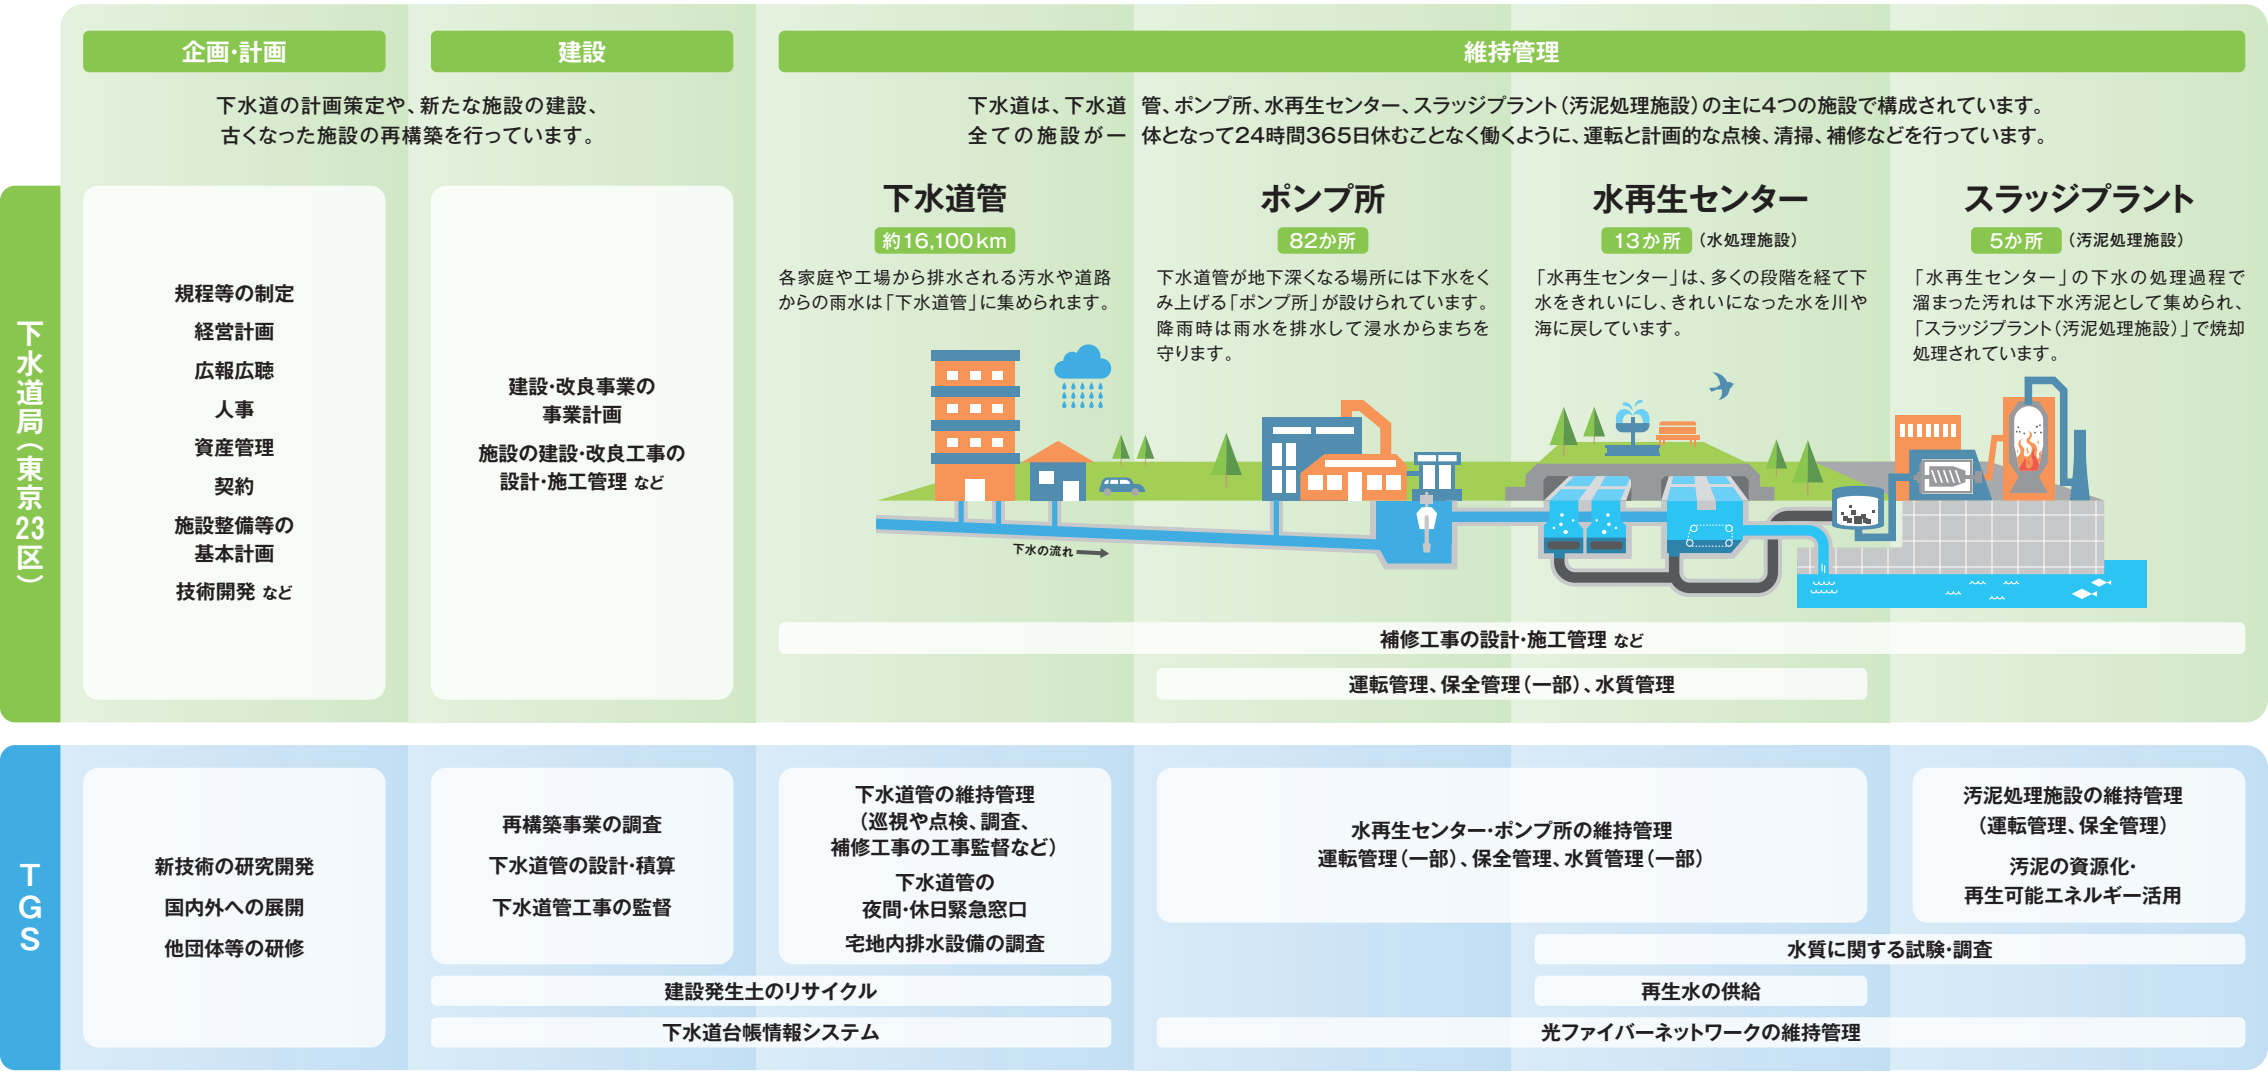 企画・計画
建設
維持管理
下水道の計画策定や、新たな施設の建設、
古くなった施設の再構築を行っています。
下水道は、下水道管、ポンプ所、水再生センター、スラッジプラント（汚泥処理施設）の主に4つの施設で構成されています。
全ての施設が一体となって24時間365日休むことなく働くように、運転と計画的な点検、清掃、補修などを行っています。
下水道局（東京23区）
規程等の制定
経営計画
広報広聴
人事
資産管理
契約
施設整備等の
基本計画
技術開発 など
建設・改良事業の
事業計画
施設の建設・改良工事の
設計・施工管理 など
下水道管
約16,100km
各家庭や工場から排水される汚水や道路
からの雨水は「下水道管」に集められます。
ポンプ所
82か所
下水道管が地下深くなる場所には下水をく
み上げる「ポンプ所」が設けられています。
降雨時は雨水を排水して浸水からまちを
守ります。
水再生センター
13か所（水処理施設）
「水再生センター」は、多くの段階を経て下
水をきれいにし、きれいになった水を川や
海に戻しています。
スラッジプラント
5か所（汚泥処理施設）
「水再生センター」の下水の処理過程で
溜まった汚れは下水汚泥として集められ、
「スラッジプラント（汚泥処理施設）」で焼却
処理されています。
下水の流れ
補修工事の設計・施工管理 など
運転管理、保全管理（一部）、水質管理
TGS
新技術の研究開発
国内外への展開
他団体等の研修
再構築事業の調査
下水道管の設計・積算
下水道管工事の監督
下水道管の維持管理
（巡視や点検、調査、
補修工事の工事監督など）
下水道管の
夜間・休日緊急窓口
宅地内排水設備の調査
水再生センター・ポンプ所の維持管理
運転管理（一部）、保全管理、水質管理（一部）
汚泥処理施設の維持管理
（運転管理、保全管理）
汚泥の資源化・
再生可能エネルギー活用
水質に関する試験・調査
建設発生土のリサイクル
再生水の供給
下水道台帳情報システム
光ファイバーネットワークの維持管理